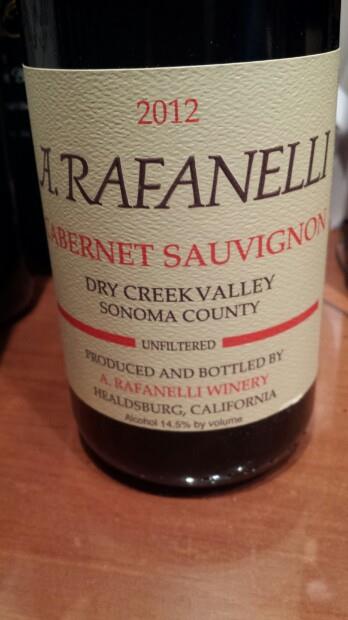 2012
A. RAFANELLI
CABERNET SAUVIGNON
DRY CREEK VALLEY
SONOMA COUNTY
UNFILTERED
PRODUCED AND BOTTLED BY
A. RAFANELLI WINERY
HEALDSBURG, CALIFORNIA
Alcohol 14.5% by volume